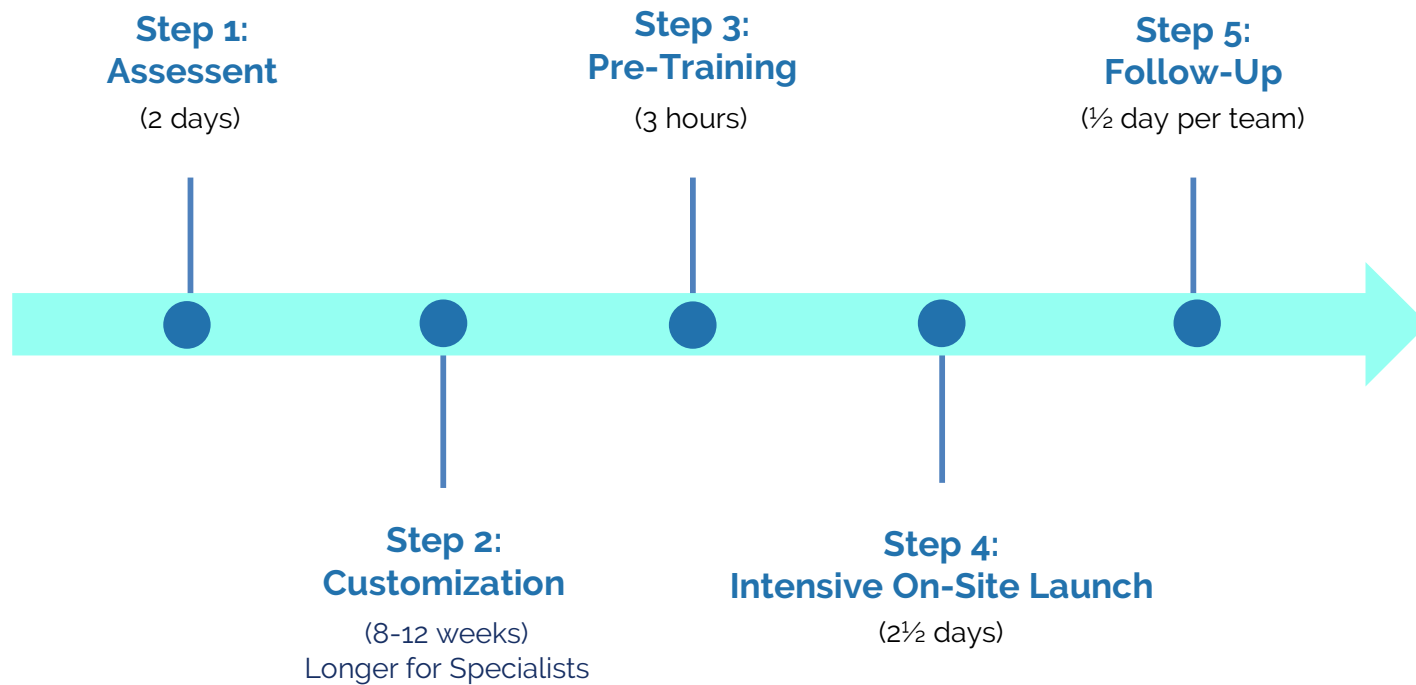 Step 1:
Assessent
(2 days)
Step 2:
Customization
(8-12 weeks)
Longer for Specialists
Step 3:
Pre-Training
(3 hours)
Step 4:
Intensive On-Site Launch
(2½ days)
Step 5:
Follow-Up
(½ day per team)